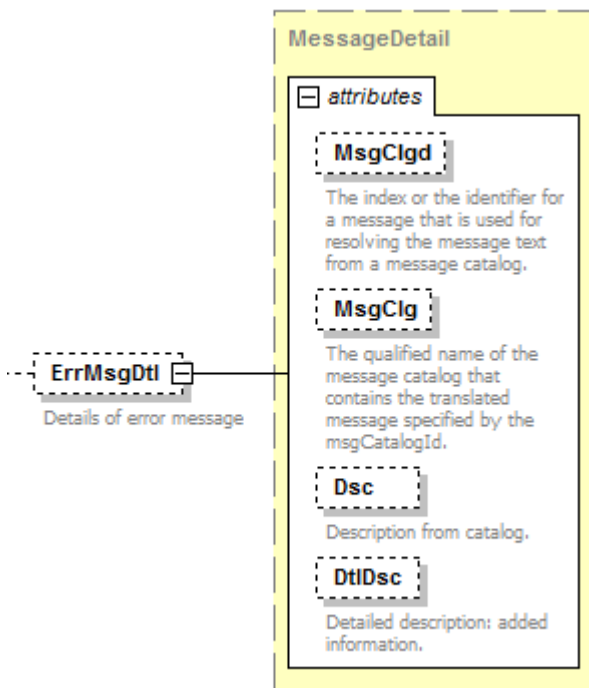 MessageDetail
attributes
MsgClgd
The index or the identifier for
a message that is used for
resolving the message text
from a message catalog.
MsgClg
The qualified name of the
message catalog that
contains the translated
message specified by the
msgCatalogId.
ErrMsgDtl
Details of error message
Dsc
Description from catalog.
DtlDsc
Detailed description: added
information.